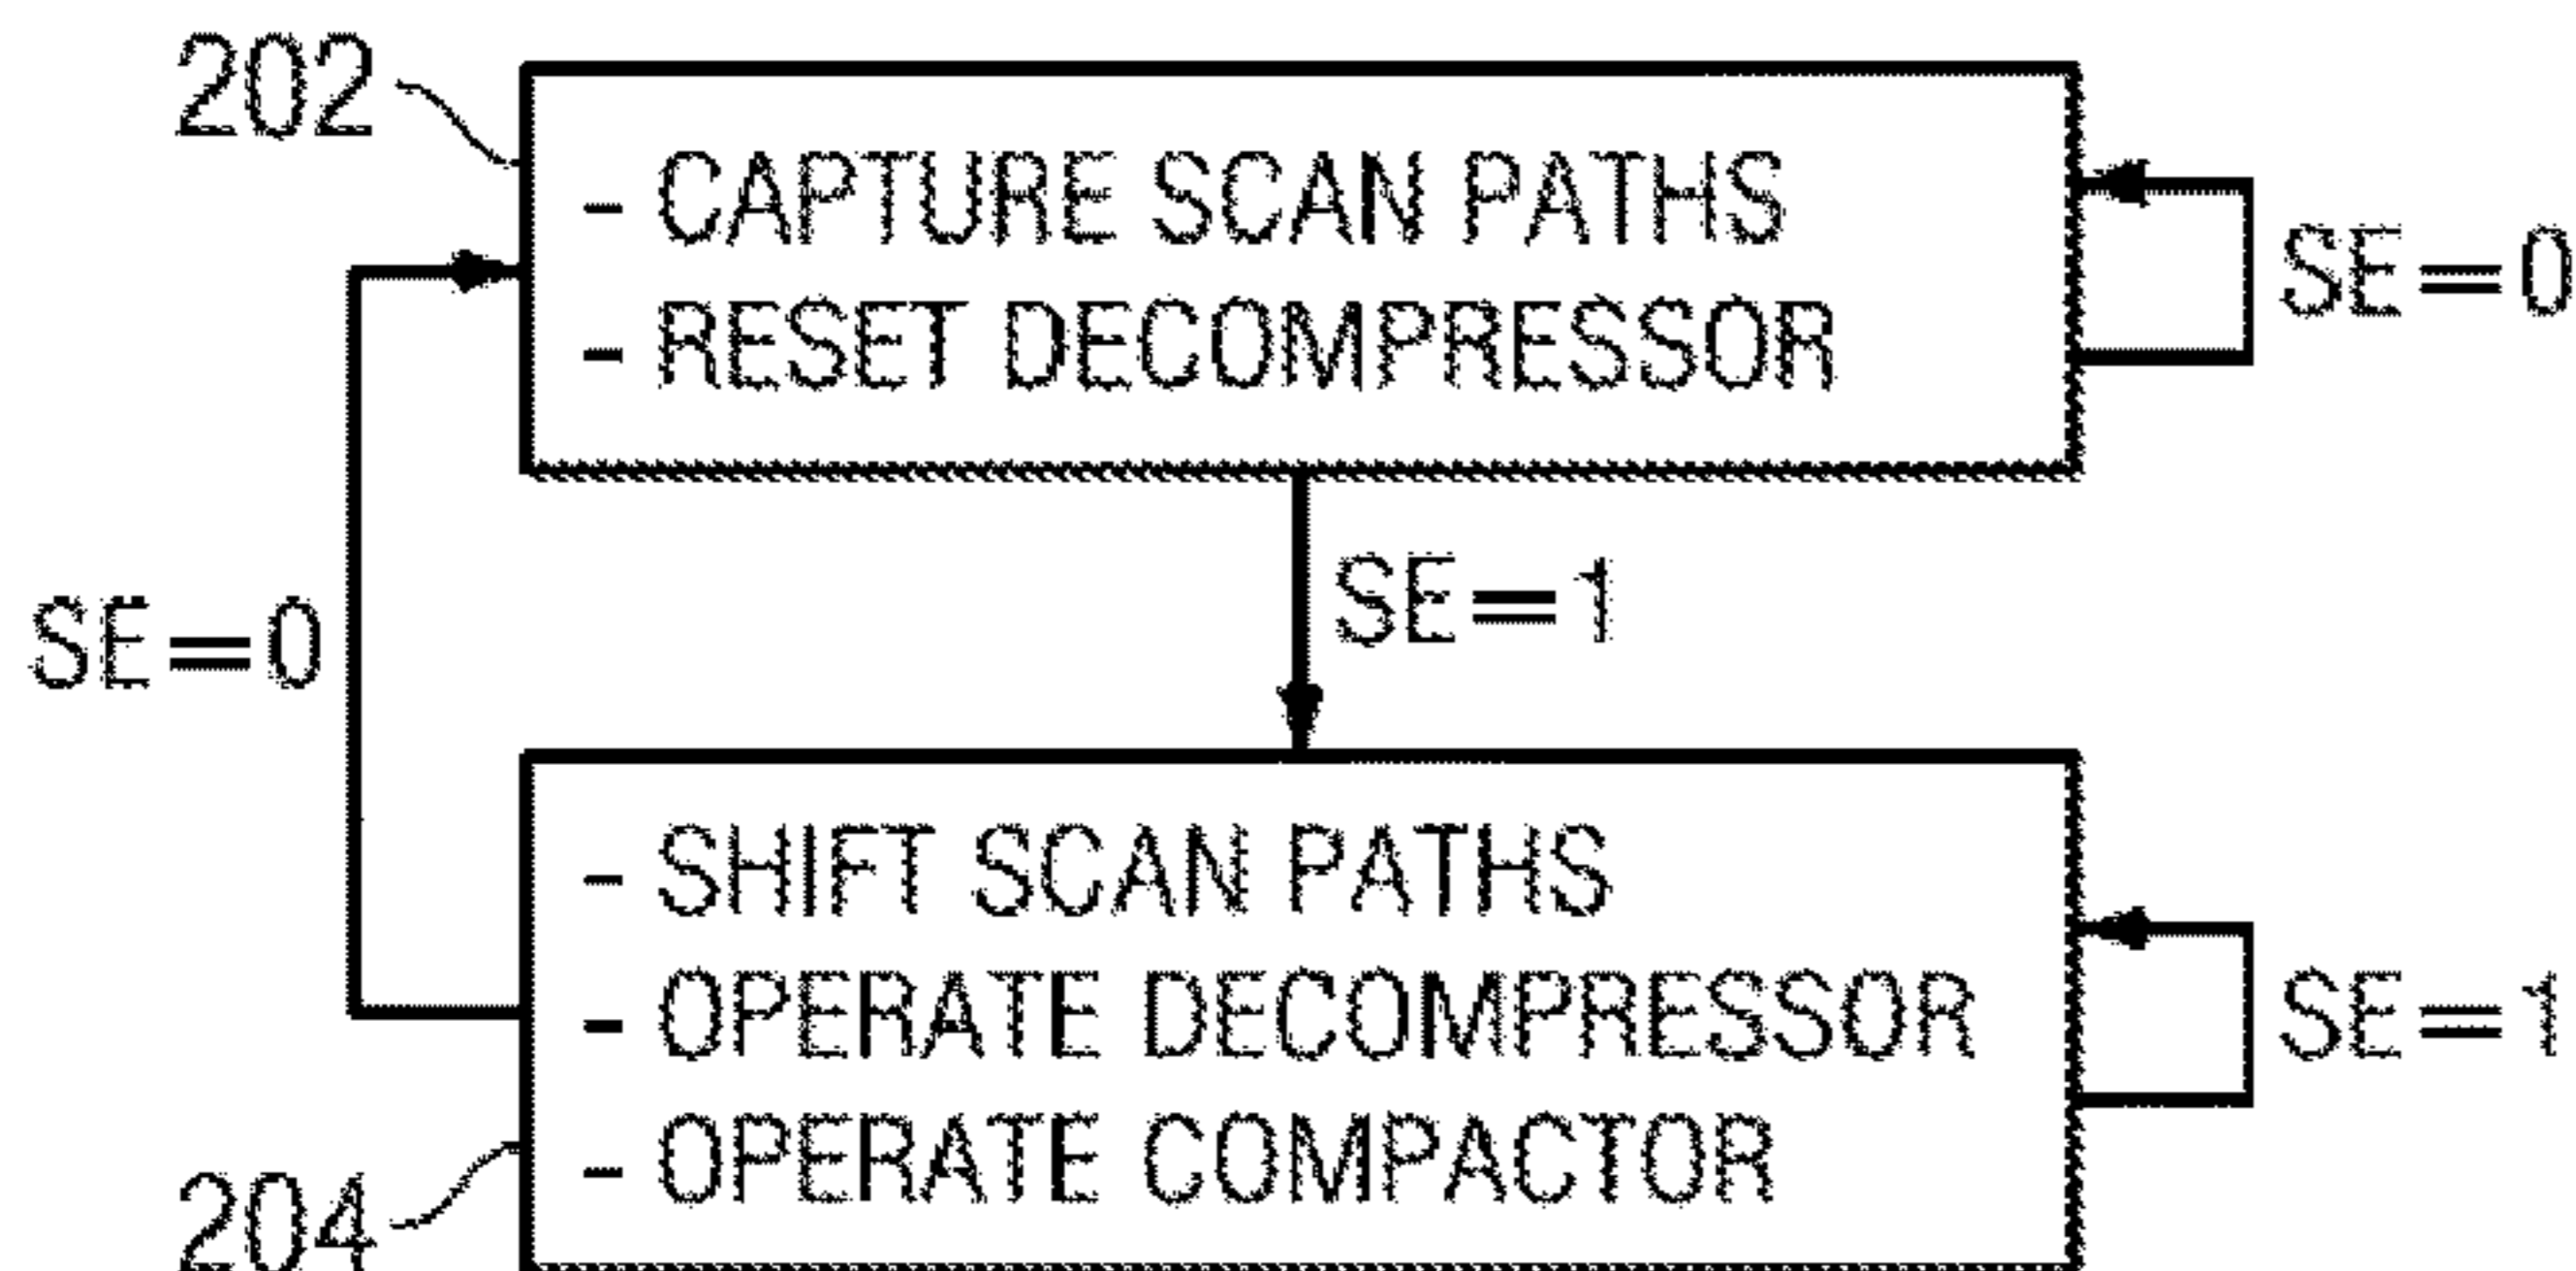 202
- CAPTURE SCAN PATHS
- RESET DECOMPRESSOR
SE=0
SE=0
SE=1
- SHIFT SCAN PATHS
- OPERATE DECOMPRESSOR
- OPERATE COMPACTOR
SE=1
204